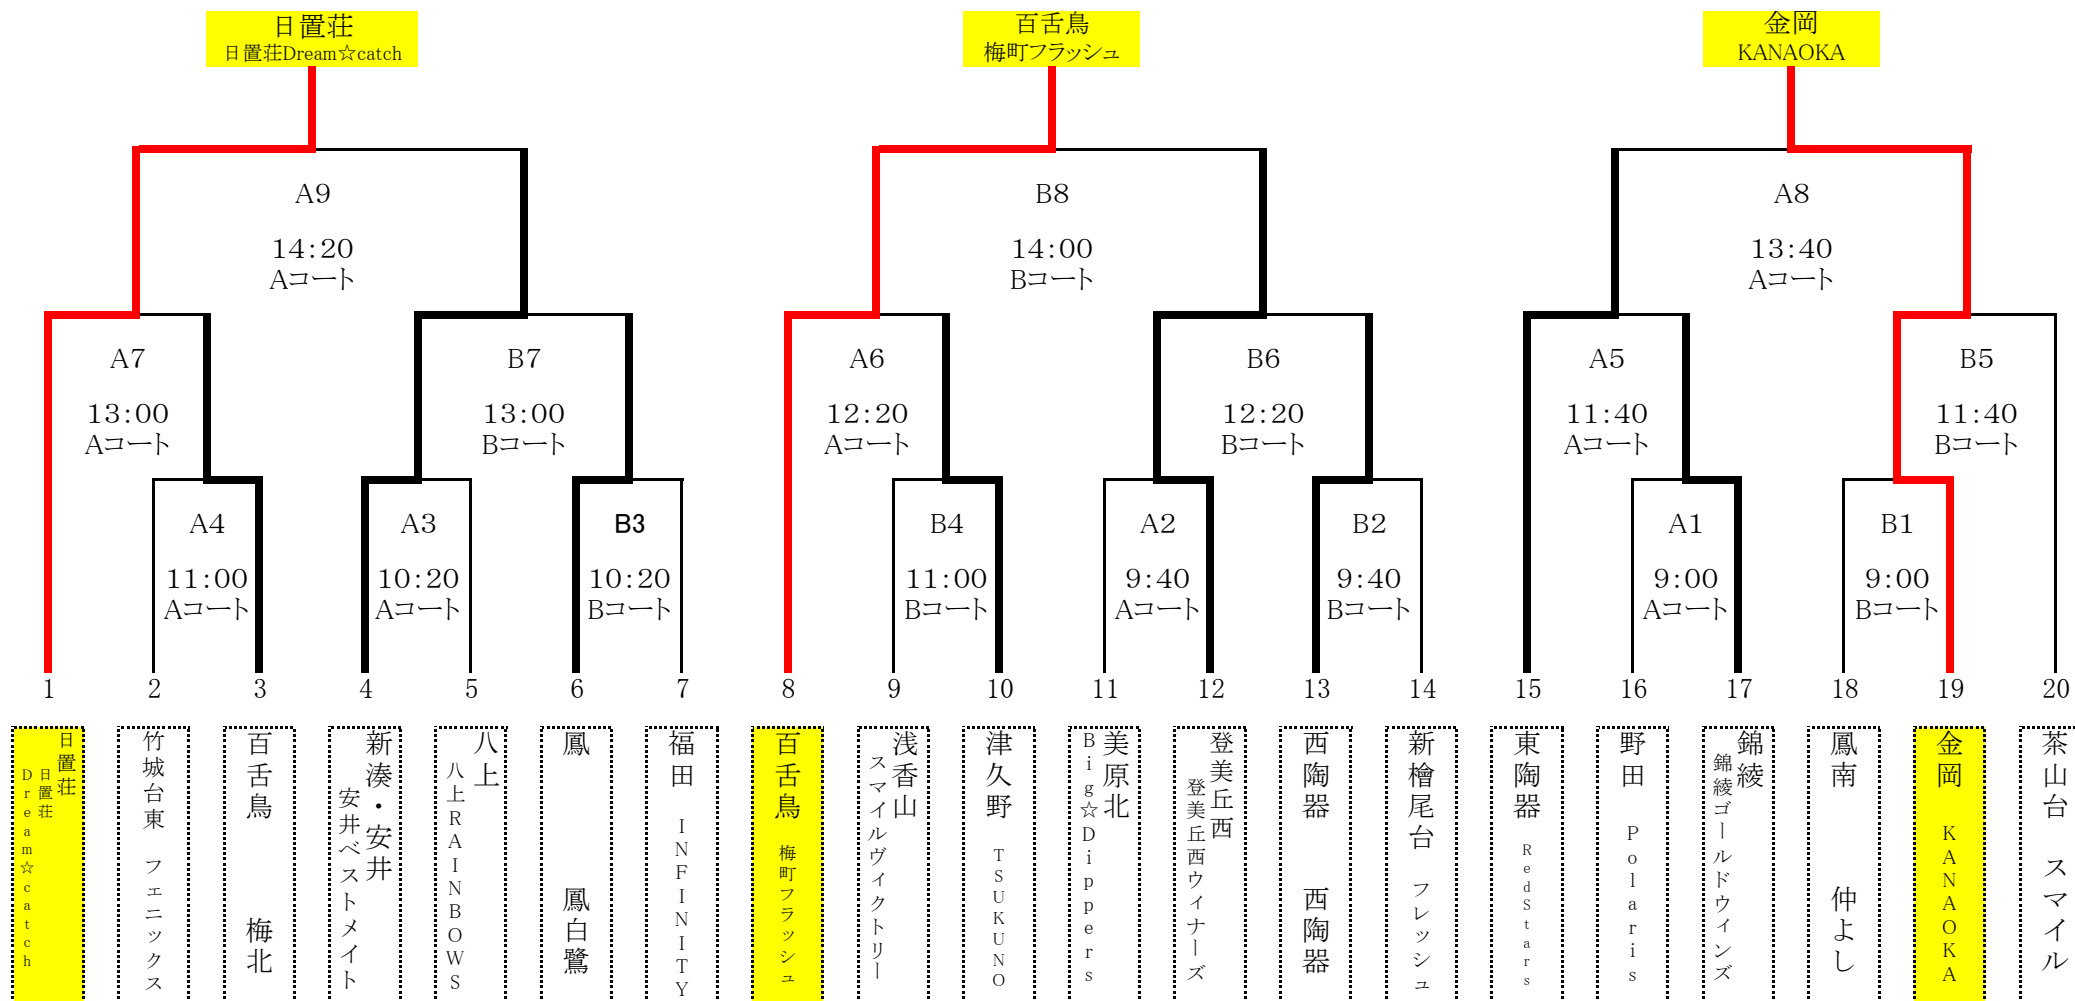 日置荘
日置荘Dream☆catch
百舌鳥
梅町フラッシュ
金岡
KANAOKA
A9
14:20
Aコート
B8
14:00
Bコート
A8
13:40
Aコート
A7
13:00
Aコート
B7
13:00
Bコート
A6
12:20
Aコート
B6
12:20
Bコート
A5
11:40
Aコート
B5
11:40
Bコート
A4
11:00
Aコート
A3
10:20
Aコート
B3
10:20
Bコート
B4
11:00
Bコート
A2
9:40
Aコート
B2
9:40
Bコート
A1
9:00
Aコート
B1
9:00
Bコート
1 2 3 4 5 6 7 8 9 10 11 12 13 14 15 16 17 18 19 20
日置荘
日置荘
Dream☆catch
竹城台東 フェニックス
百舌鳥 梅北
新湊・安井
安井ベストメイト
八上
八上RAINBOWS
鳳 鳳白鷺
福田 INFINITY
百舌鳥 梅町フラッシュ
浅香山
スマイルヴィクトリー
津久野 TSUKUNO
美原北
Big☆Dippers
登美丘西
登美丘西ウィナーズ
西陶器 西陶器
新檜尾台 フレッシュ
東陶器 RedStars
野田 Polaris
錦綾
錦綾ゴールドウインズ
鳳南 仲よし
金岡 KANAOKA
茶山台 スマイル